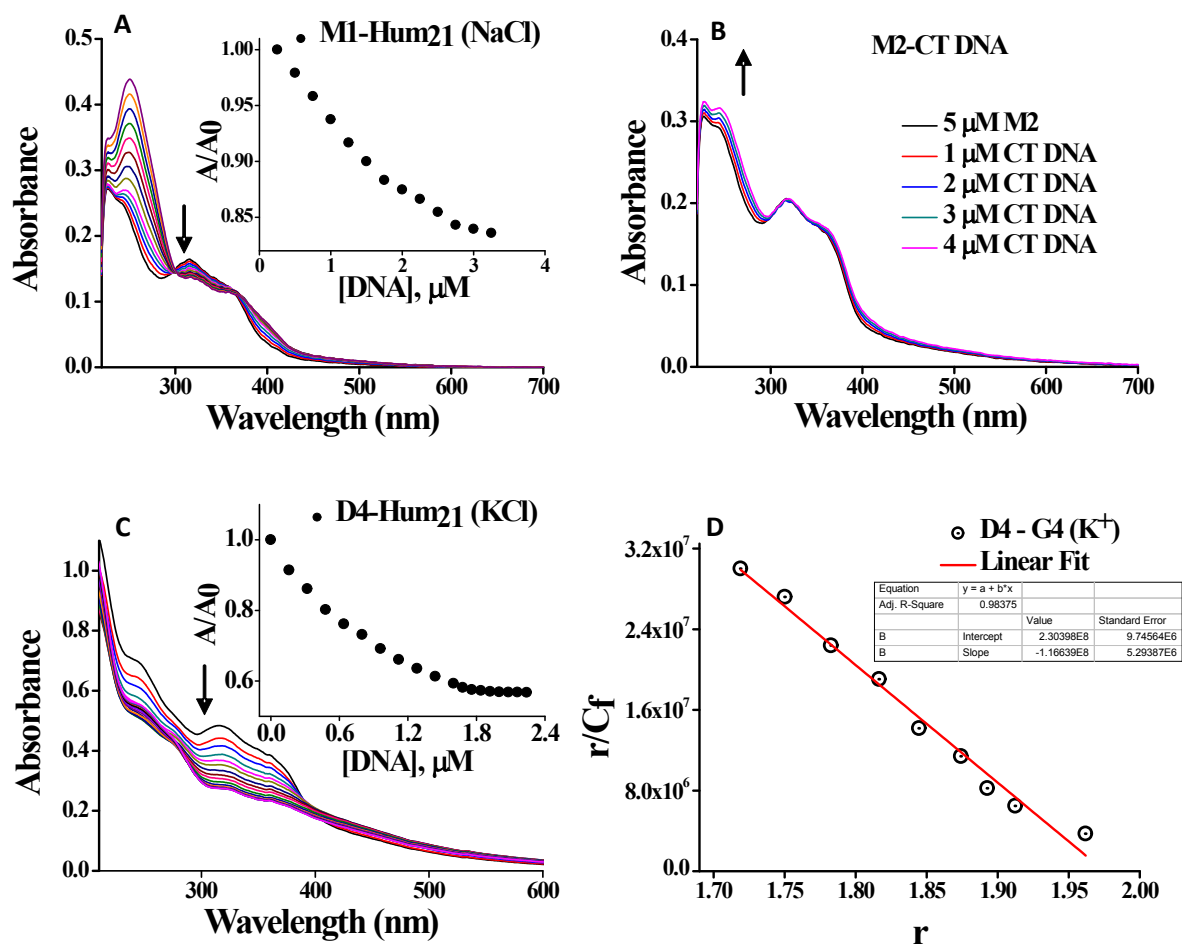 A
M1-Hum21 (NaCl)
0.5
0.4
0.3
0.2
0.1
0.0
Absorbance
300
400
500
600
700
Wavelength (nm)
1.00
0.95
0.90
0.85
A/A0
0
1
2
3
4
[DNA], μM
B
M2-CT DNA
5 μM M2
1 μM CT DNA
2 μM CT DNA
3 μM CT DNA
4 μM CT DNA
0.4
0.3
0.2
0.1
0.0
Absorbance
300
400
500
600
700
Wavelength (nm)
C
D4-Hum21 (KCl)
1.0
0.8
0.6
0.4
0.2
0.0
Absorbance
300
400
500
600
Wavelength (nm)
1.0
0.8
0.6
A/A0
0.0
0.6
1.2
1.8
2.4
[DNA], μM
D
D4 - G4 (K+)
Linear Fit
Equation y = a + b*x
Adj. R-Square 0.98375
Value Standard Error
B Intercept 2.30398E8 9.74564E6
B Slope -1.16639E8 5.29387E6
3.2x10^7
2.4x10^7
1.6x10^7
8.0x10^6
0.0
r/Cf
1.70
1.75
1.80
1.85
1.90
1.95
2.00
r